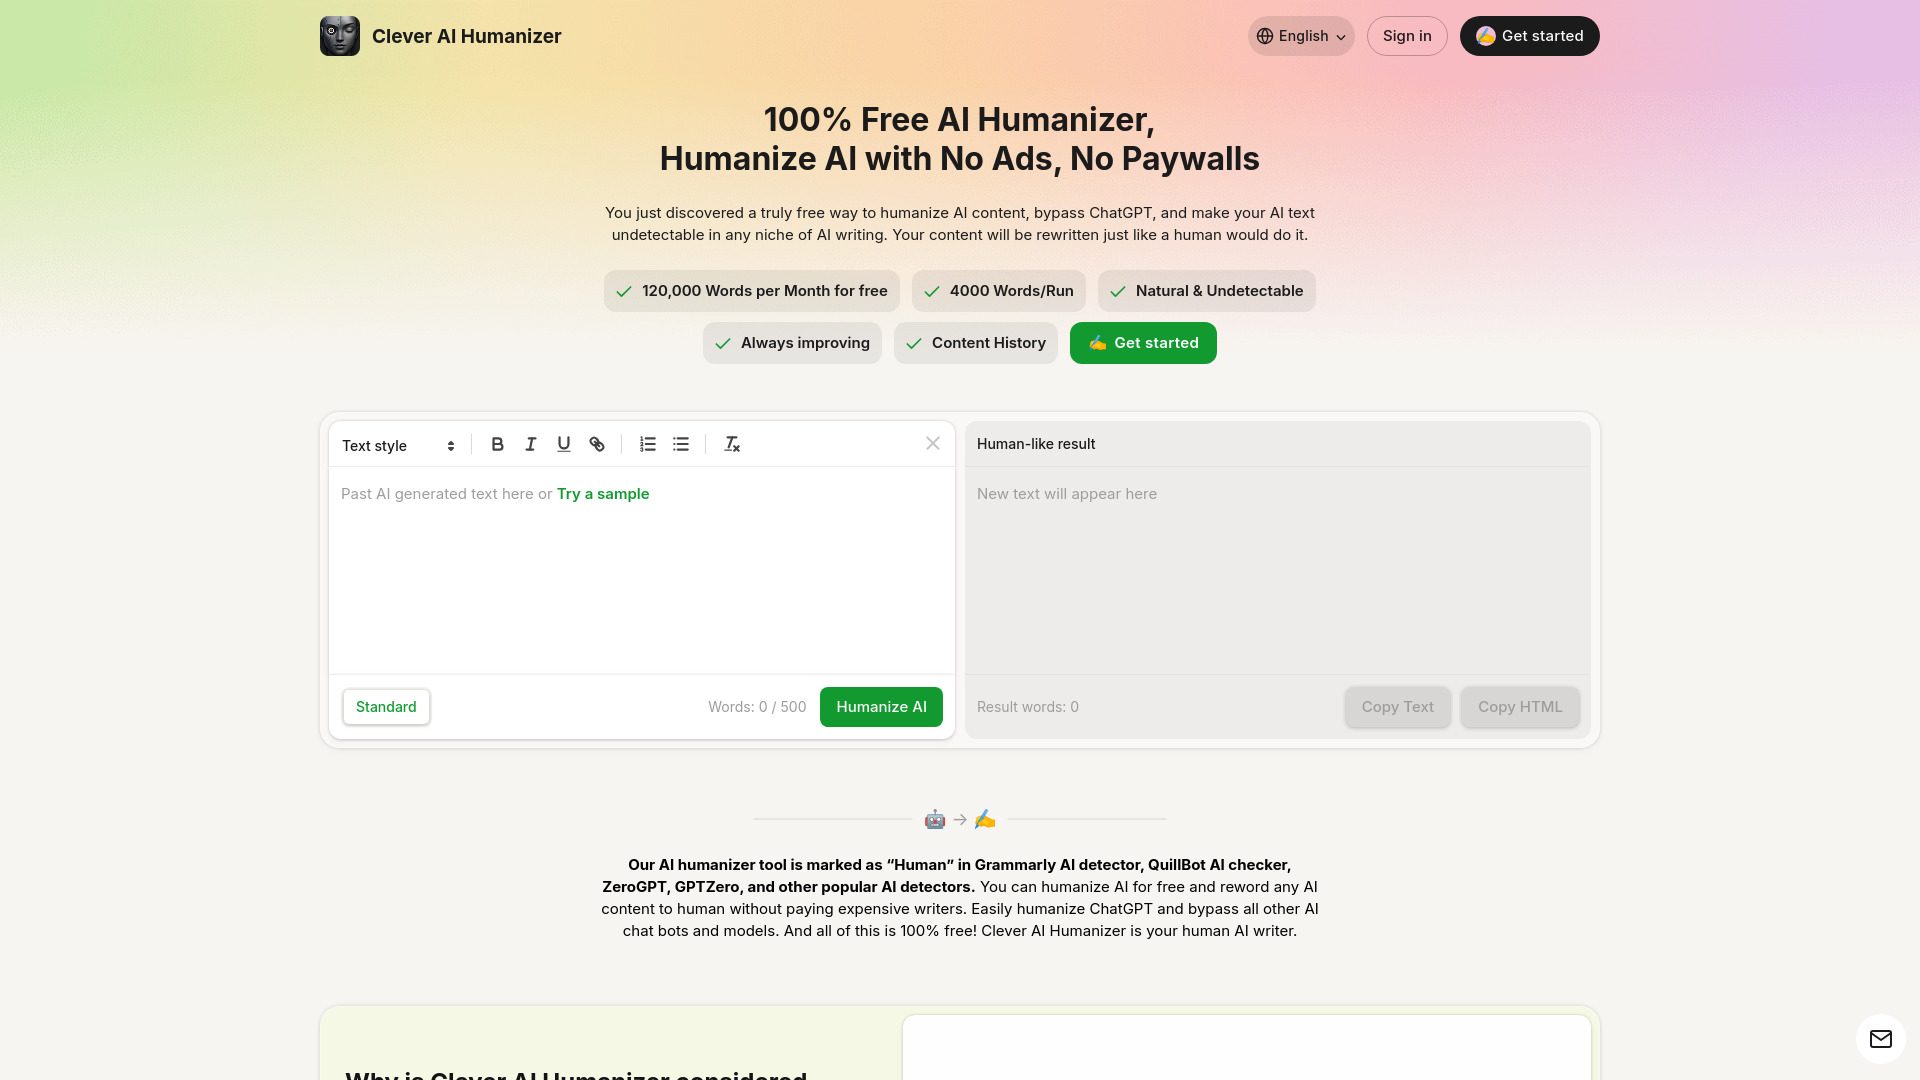 Clever AI Humanizer
English
Sign in
Get started
100% Free AI Humanizer,
Humanize AI with No Ads, No Paywalls
You just discovered a truly free way to humanize AI content, bypass ChatGPT, and make your AI text
undetectable in any niche of AI writing. Your content will be rewritten just like a human would do it.
120,000 Words per Month for free
4000 Words/Run
Natural & Undetectable
Always improving
Content History
Get started
Text style
Human-like result
Past AI generated text here or Try a sample
New text will appear here
Standard
Words: 0 / 500
Humanize AI
Result words: 0
Copy Text
Copy HTML
Our AI humanizer tool is marked as “Human” in Grammarly AI detector, QuillBot AI checker,
ZeroGPT, GPTZero, and other popular AI detectors. You can humanize AI for free and reword any AI
content to human without paying expensive writers. Easily humanize ChatGPT and bypass all other AI
chat bots and models. And all of this is 100% free! Clever AI Humanizer is your human AI writer.
Why is Clever AI Humanizer considered